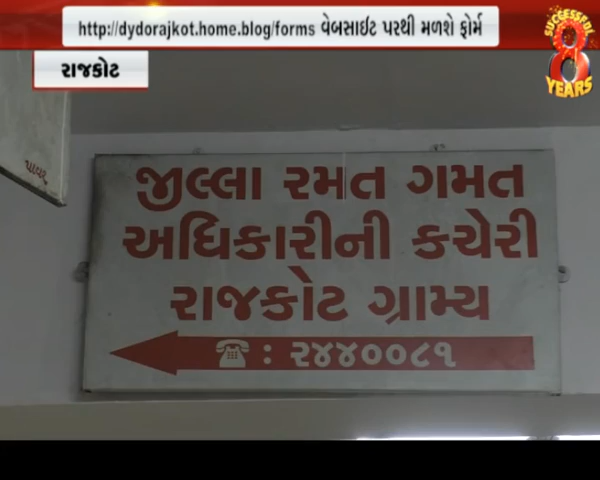 http://dydorajkot.home.blog/forms વેબસાઈટ પરથી મળશે ફોર્મ
SUCCESSFUL
8
YEARS
રાજકોટ
પાવર
જીલ્લા રમત ગમત
અધિકારીની કચેરી
રાજકોટ ગ્રામ્ય
☎ : ૨૪૪૦૦૮૧